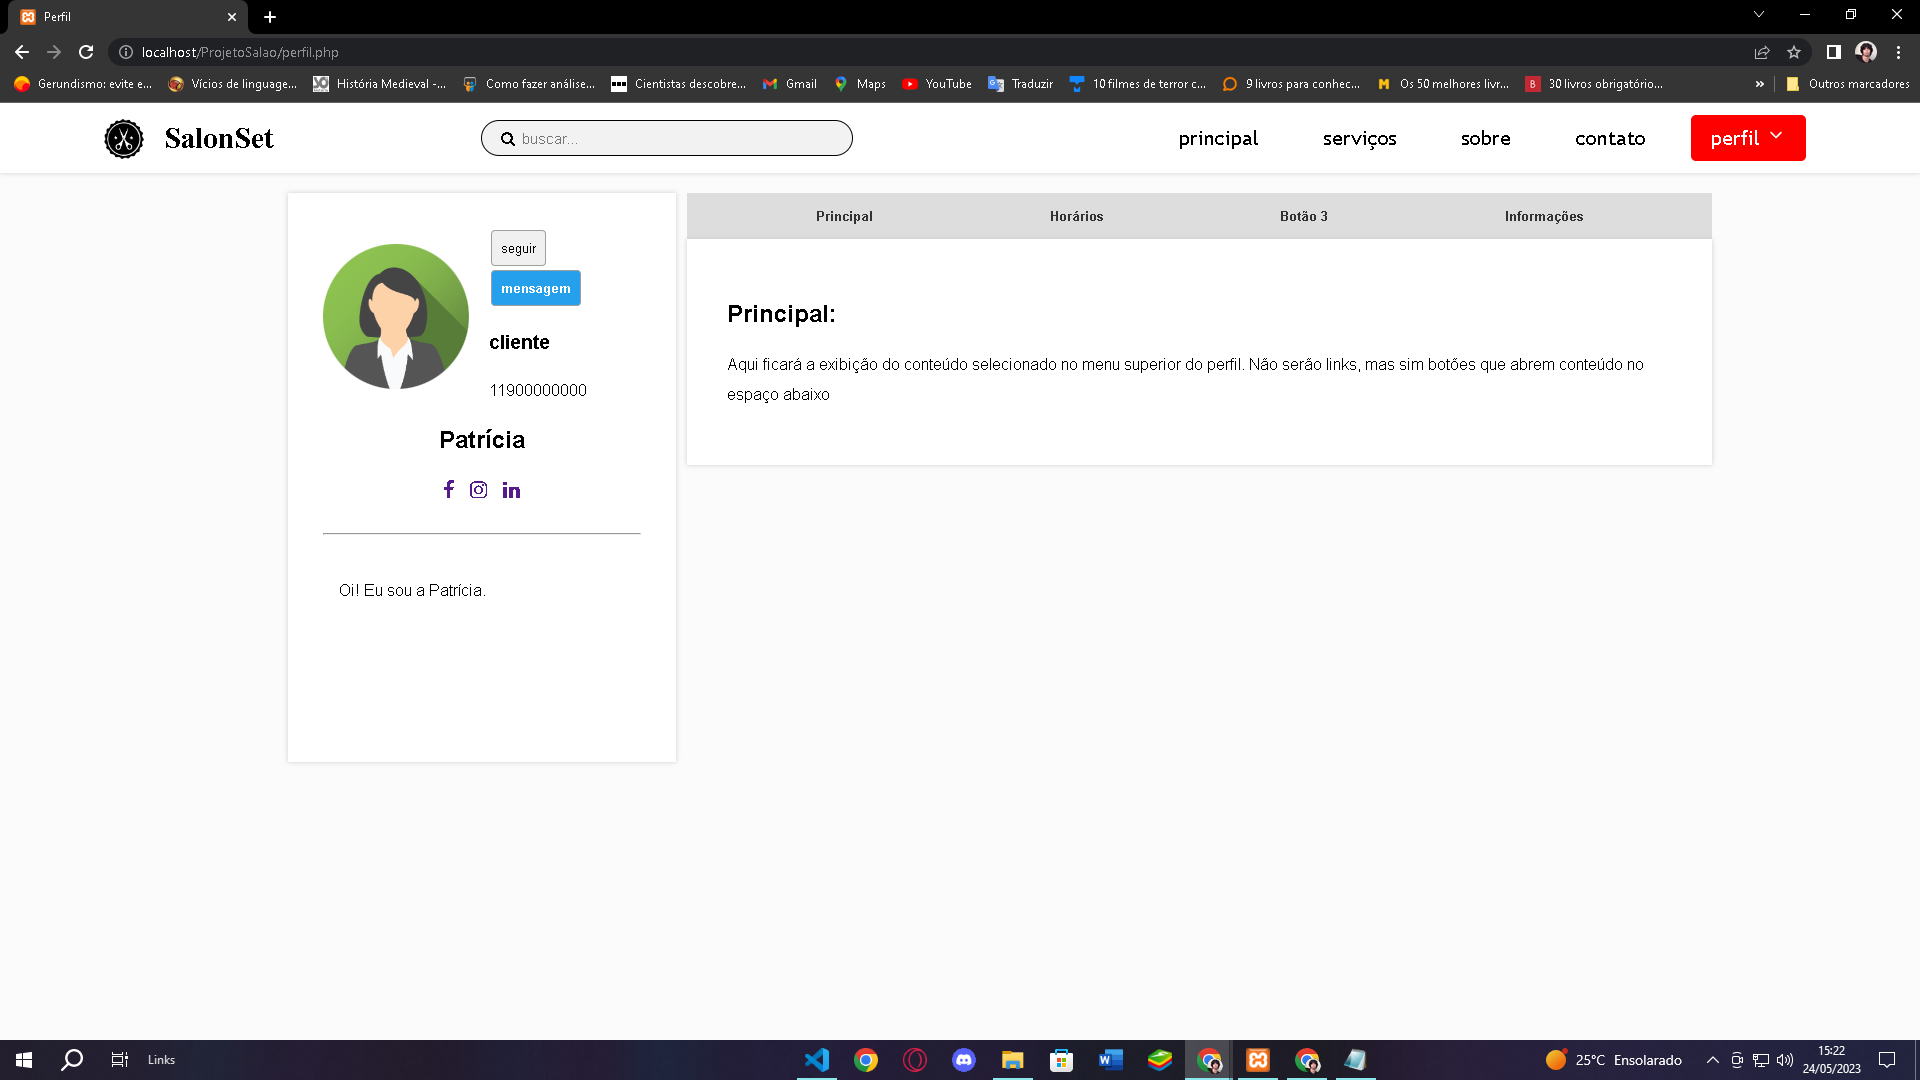 Perfil
localhost/ProjetoSalao/perfil.php
Gerundismo: evite e... Vícios de linguage... História Medieval -... Como fazer análise... Cientistas descobre... Gmail Maps YouTube Traduzir 10 filmes de terror c... 9 livros para conhec... Os 50 melhores livr... 30 livros obrigatório... » Outros marcadores
SalonSet buscar... principal serviços sobre contato perfil
Principal Horários Botão 3 Informações
seguir
mensagem
cliente
11900000000
Patrícia
Oi! Eu sou a Patrícia.
Principal:
Aqui ficará a exibição do conteúdo selecionado no menu superior do perfil. Não serão links, mas sim botões que abrem conteúdo no
espaço abaixo
Links
25°C Ensolarado
15:22
24/05/2023